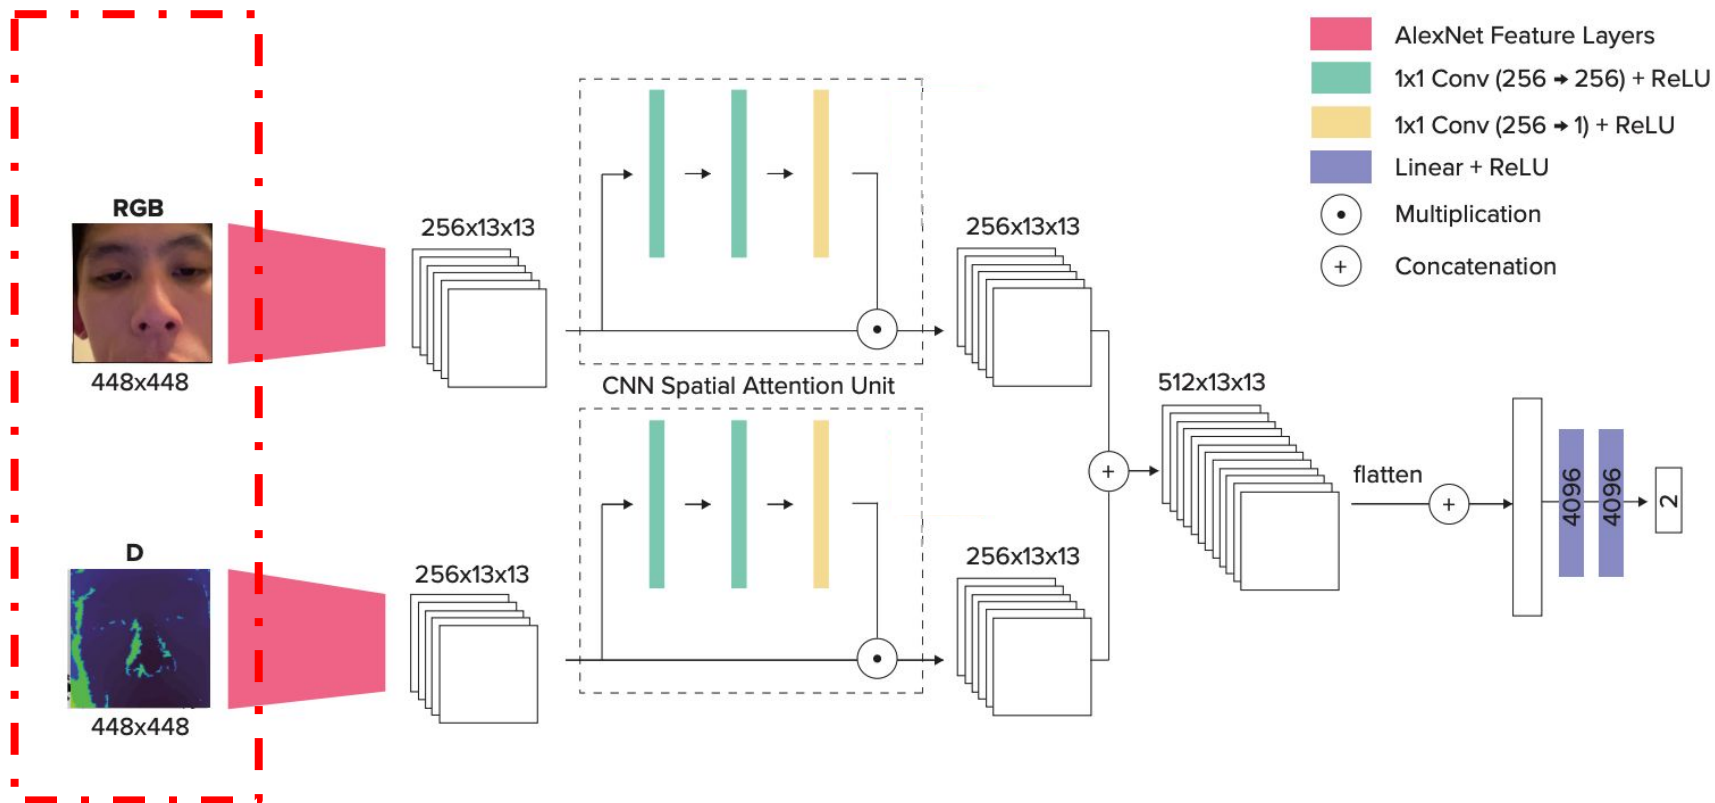 AlexNet Feature Layers
1x1 Conv (256 → 256) + ReLU
1x1 Conv (256 → 1) + ReLU
Linear + ReLU
Multiplication
Concatenation
RGB
448x448
256x13x13
CNN Spatial Attention Unit
256x13x13
D
448x448
256x13x13
256x13x13
512x13x13
flatten
4096
4096
2